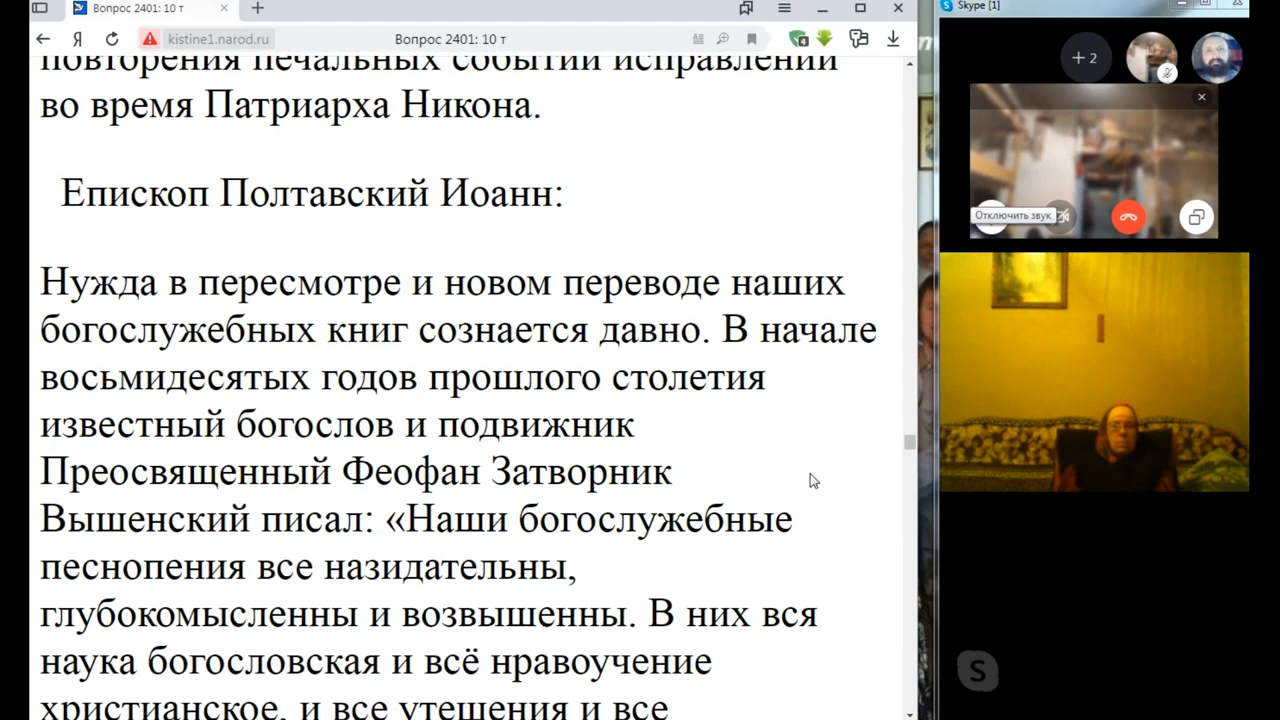 Вопрос 2401: 10 т
Skype [1]
kistine1.narod.ru
Вопрос 2401: 10 т
+ 2
повторения печальных событий исправлений
во время Патриарха Никона.
Епископ Полтавский Иоанн:
Нужда в пересмотре и новом переводе наших
богослужебных книг сознается давно. В начале
восьмидесятых годов прошлого столетия
известный богослов и подвижник
Преосвященный Феофан Затворник
Вышенский писал: «Наши богослужебные
песнопения все назидательны,
глубокомысленны и возвышенны. В них вся
наука богословская и всё нравоучение
христианское, и все утешения и все
Отключить звук